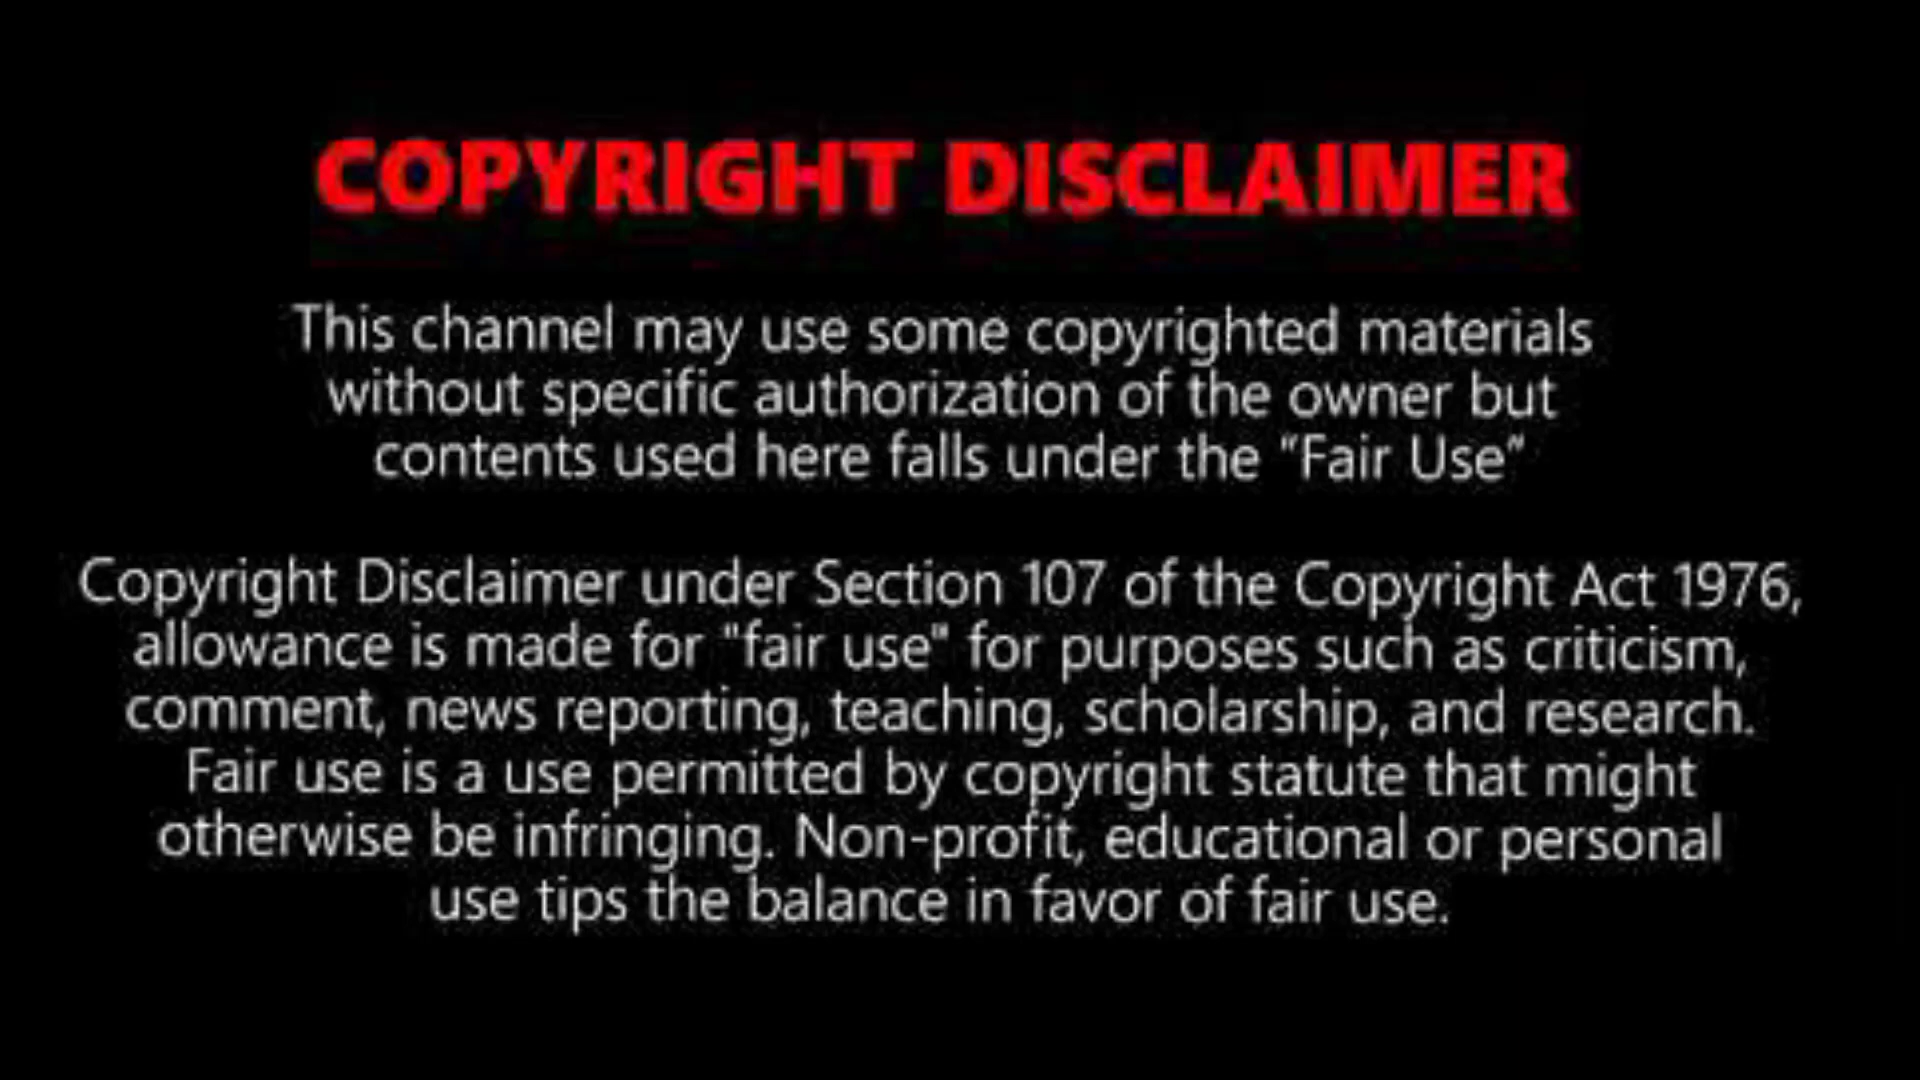 COPYRIGHT DISCLAIMER
This channel may use some copyrighted materials
without specific authorization of the owner but
contents used here falls under the “Fair Use”
Copyright Disclaimer under Section 107 of the Copyright Act 1976,
allowance is made for "fair use" for purposes such as criticism,
comment, news reporting, teaching, scholarship, and research.
Fair use is a use permitted by copyright statute that might
otherwise be infringing. Non-profit, educational or personal
use tips the balance in favor of fair use.